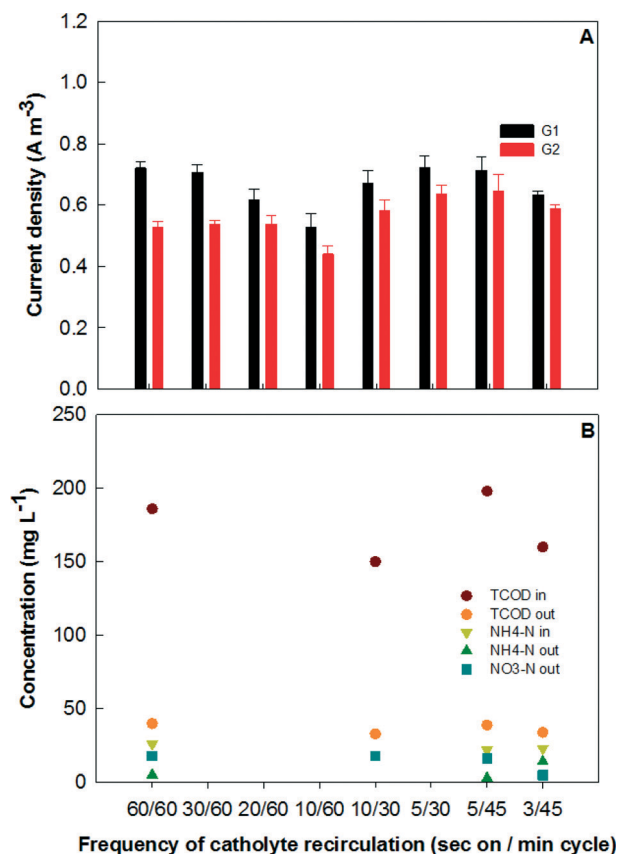 A
1.2
1.0
0.8
0.6
0.4
0.2
0.0
Current density (A m-3)
G1
G2
B
250
200
150
100
50
0
Concentration (mg L-1)
TCOD in
TCOD out
NH4-N in
NH4-N out
NO3-N out
60/60 30/60 20/60 10/60 10/30 5/30 5/45 3/45
Frequency of catholyte recirculation (sec on / min cycle)